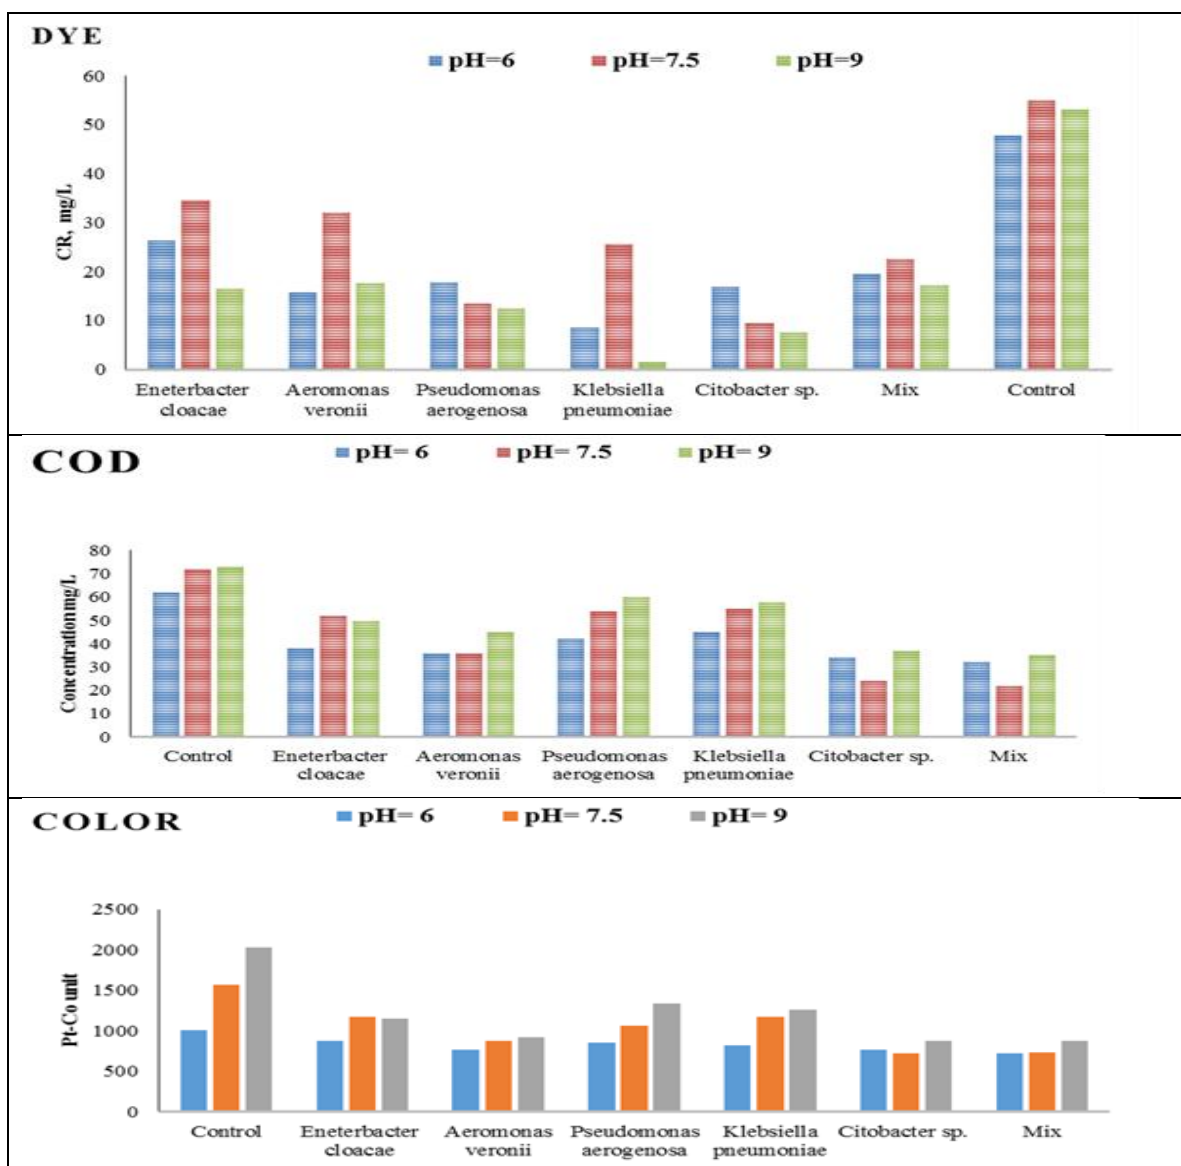 DYE
pH=6 pH=7.5 pH=9
60
50
40
30
20
10
0
CR, mg/L
Eneterbacter cloacae
Aeromonas veronii
Pseudomonas aerogenosa
Klebsiella pneumoniae
Citobacter sp.
Mix
Control
COD
pH= 6 pH= 7.5 pH= 9
80
70
60
50
40
30
20
10
0
Concentration mg/L
Control
Eneterbacter cloacae
Aeromonas veronii
Pseudomonas aerogenosa
Klebsiella pneumoniae
Citobacter sp.
Mix
COLOR
pH= 6 pH= 7.5 pH= 9
2500
2000
1500
1000
500
0
Pt-Co unit
Control
Eneterbacter cloacae
Aeromonas veronii
Pseudomonas aerogenosa
Klebsiella pneumoniae
Citobacter sp.
Mix